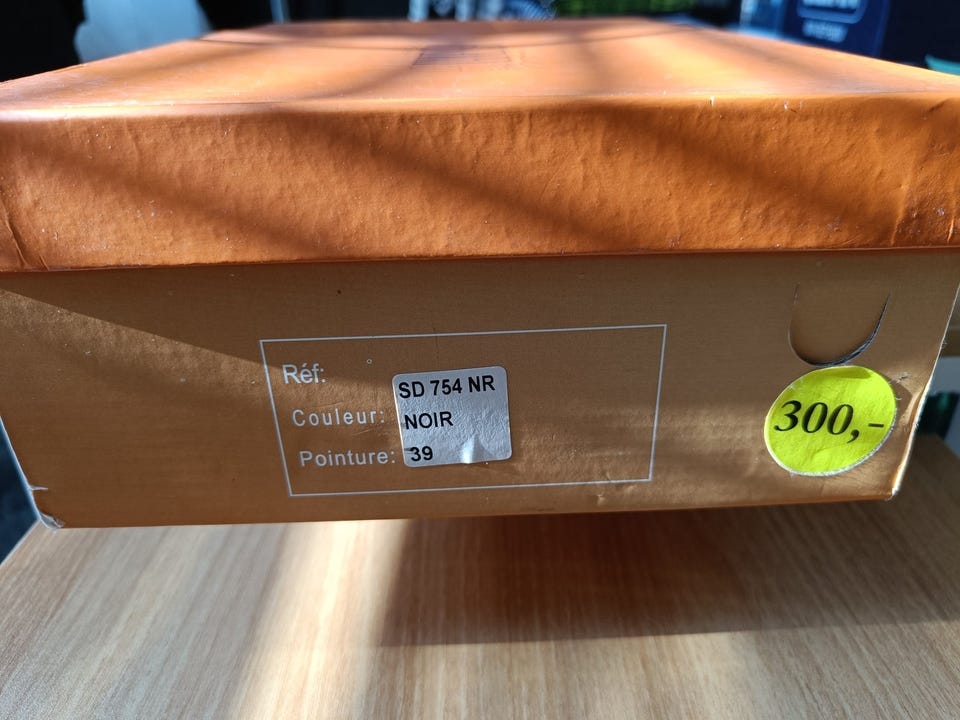 Réf: SD 754 NR
Couleur: NOIR
Pointure: 39
300,-